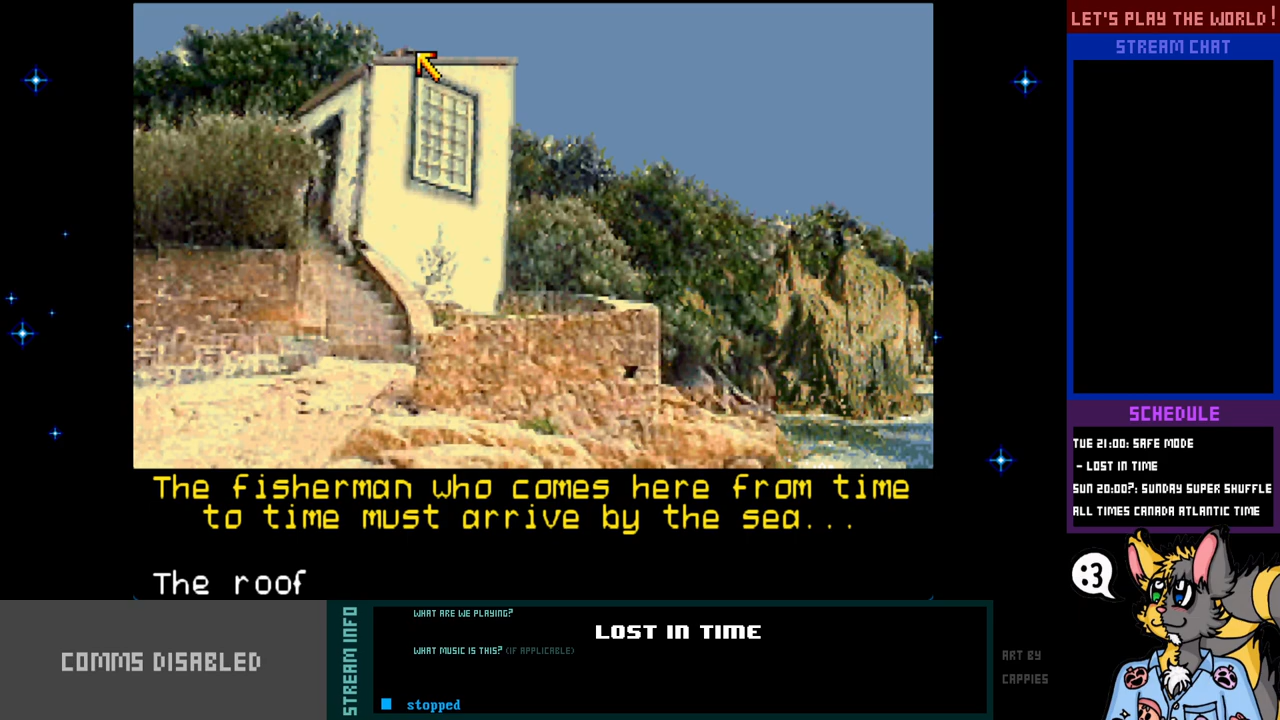 LET'S PLAY THE WORLD!
STREAM CHAT
The fisherman who comes here from time
to time must arrive by the sea...
The roof
SCHEDULE
TUE 21:00: SAFE MODE
- LOST IN TIME
SUN 20:00?: SUNDAY SUPER SHUFFLE
ALL TIMES CANADA ATLANTIC TIME
:3
COMMS DISABLED
STREAM INFO
WHAT ARE WE PLAYING?
LOST IN TIME
WHAT MUSIC IS THIS? (IF APPLICABLE)
stopped
ART BY
CAPPIES